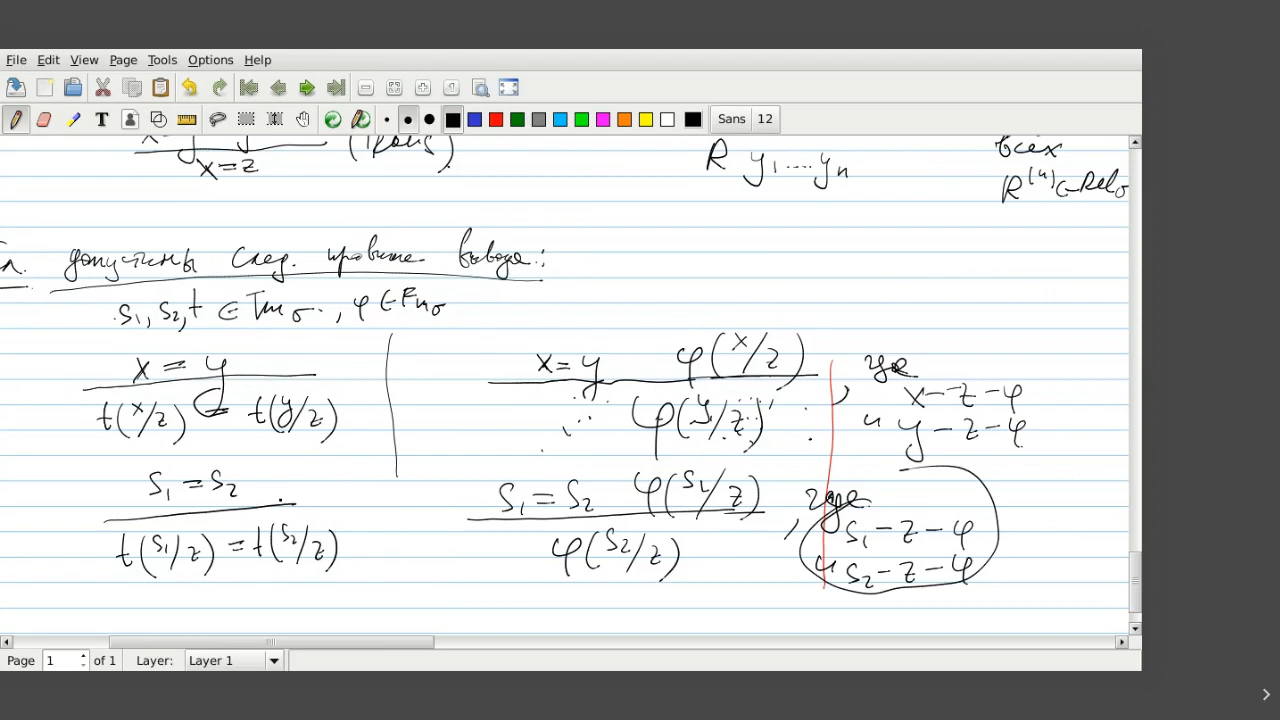 File Edit View Page Tools Options Help
Sans 12
x = z
R y₁....yₙ
всех
R⁽ⁿ⁾ ∈ Relσ
допустимы след. правила вывода:
s₁, s₂, t ∈ Tmσ, φ ∈ Fmσ
x = y
t(x/z) = t(y/z)
x = y φ(x/z)
φ(y/z)
, где
x – z – φ
и y – z – φ
s₁ = s₂
t(s₁/z) = t(s₂/z)
s₁ = s₂ φ(s₁/z)
φ(s₂/z)
, где
s₁ – z – φ
и s₂ – z – φ
Page 1 of 1 Layer: Layer 1